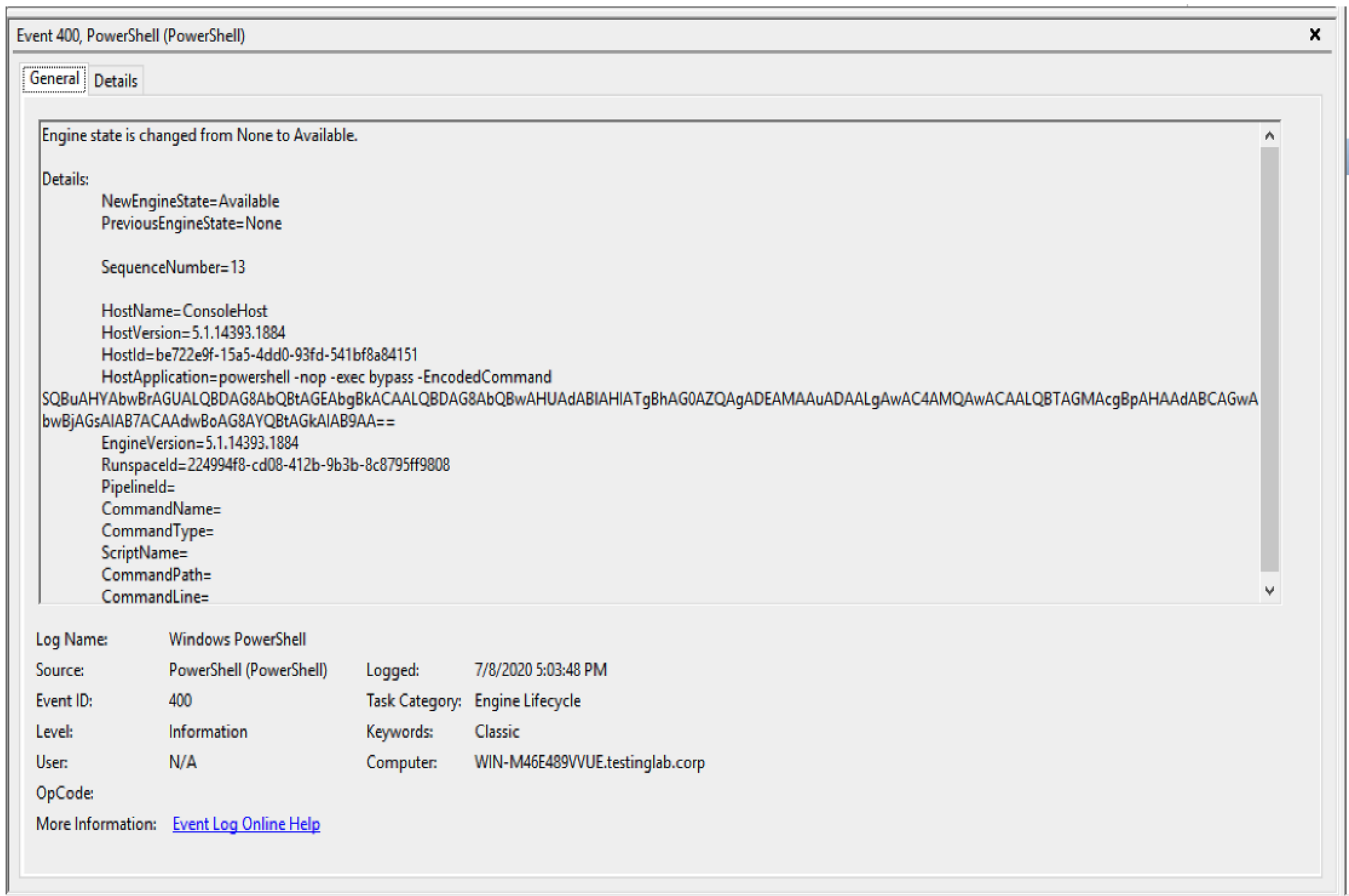 Event 400, PowerShell (PowerShell)
General Details
Engine state is changed from None to Available.
Details:
NewEngineState=Available
PreviousEngineState=None
SequenceNumber=13
HostName=ConsoleHost
HostVersion=5.1.14393.1884
HostId=be722e9f-15a5-4dd0-93fd-541bf8a84151
HostApplication=powershell -nop -exec bypass -EncodedCommand
SQBuAHYAbwBrAGUALQBDAG8AbQBtAGEAbgBkACAALQBDAG8AbQBwAHUAdABlAHIATgBhAG0AZQAgADEAMAAuADAALgAwAC4AMQAwACAALQBTAGMAcgBpAHAAdABCAGwA
bwBjAGsAIAB7ACAAdwBoAG8AYQBtAGkAIAB9AA==
EngineVersion=5.1.14393.1884
RunspaceId=224994f8-cd08-412b-9b3b-8c8795ff9808
PipelineId=
CommandName=
CommandType=
ScriptName=
CommandPath=
CommandLine=
Log Name: Windows PowerShell
Source: PowerShell (PowerShell) Logged: 7/8/2020 5:03:48 PM
Event ID: 400 Task Category: Engine Lifecycle
Level: Information Keywords: Classic
User: N/A Computer: WIN-M46E489VVUE.testinglab.corp
OpCode:
More Information: Event Log Online Help